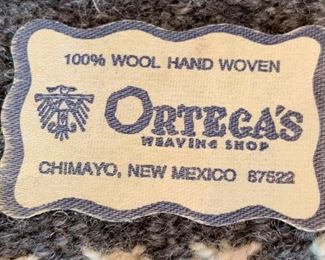 100% WOOL HAND WOVEN
ORTEGA'S
WEAVING SHOP
CHIMAYO, NEW MEXICO 87522